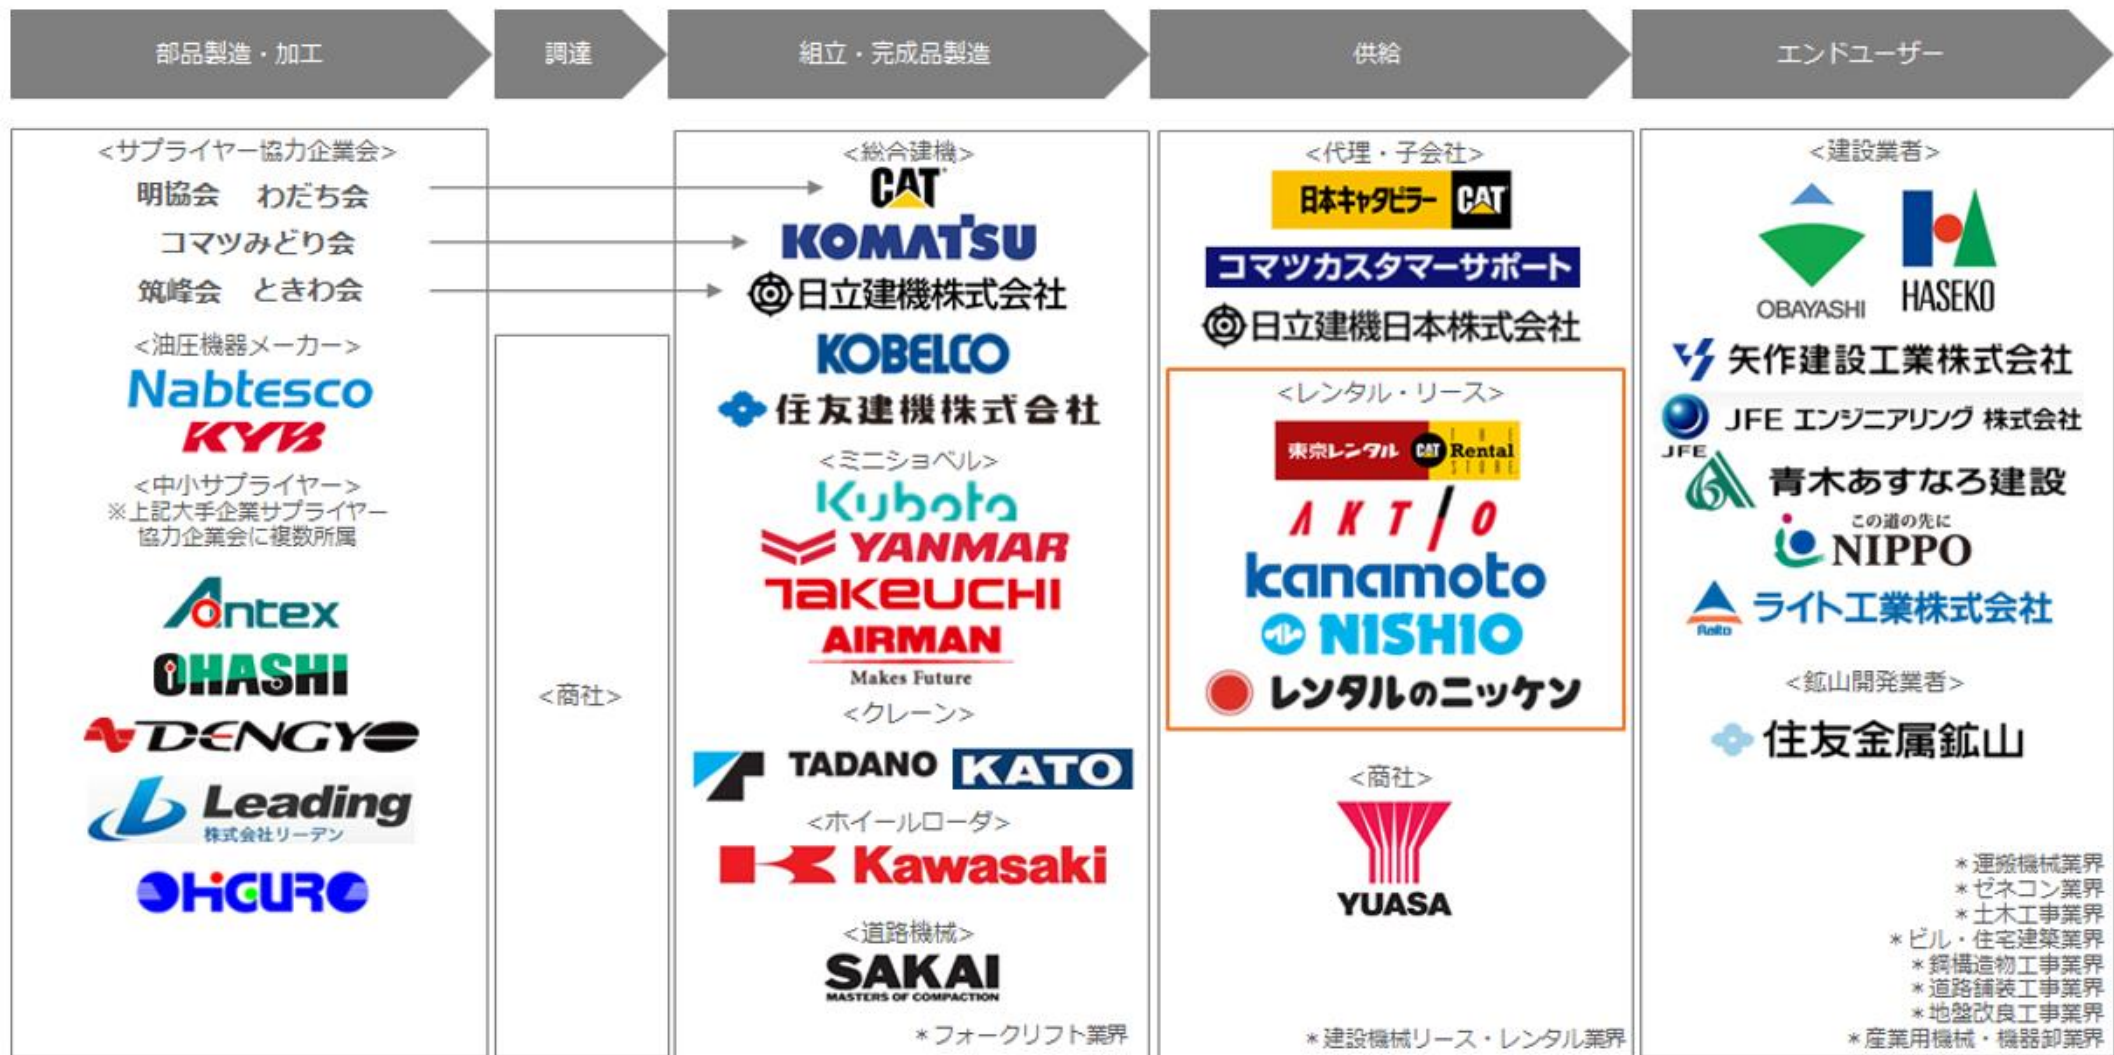 部品製造・加工
調達
組立・完成品製造
供給
エンドユーザー
<サプライヤー協力企業会>
明協会 わだち会
コマツみどり会
筑峰会 ときわ会
<油圧機器メーカー>
Nabtesco
KYB
<中小サプライヤー>
※上記大手企業サプライヤー
協力企業会に複数所属
Antex
OHASHI
DENGYO
Leading
株式会社リーデン
OHiGURO
<商社>
<総合建機>
CAT
KOMATSU
日立建機株式会社
KOBELCO
住友建機株式会社
<ミニショベル>
Kubota
YANMAR
TAKEUCHI
AIRMAN
Makes Future
<クレーン>
TADANO KATO
<ホイールローダ>
Kawasaki
<道路機械>
SAKAI
MASTERS OF COMPACTION
*フォークリフト業界
<代理・子会社>
日本キャタピラー CAT
コマツカスタマーサポート
日立建機日本株式会社
<レンタル・リース>
東京レンタル CAT Rental
AKTIO
kanamoto
NISHIO
レンタルのニッケン
<商社>
YUASA
*建設機械リース・レンタル業界
<建設業者>
OBAYASHI HASEKO
矢作建設工業株式会社
JFE エンジニアリング 株式会社
JFE
青木あすなろ建設
この道の先に
NIPPO
ライト工業株式会社
Raito
<鉱山開発業者>
住友金属鉱山
*運搬機械業界
*ゼネコン業界
*土木工事業界
*ビル・住宅建築業界
*鋼構造物工事業界
*道路舗装工事業界
*地盤改良工事業界
*産業用機械・機器卸業界